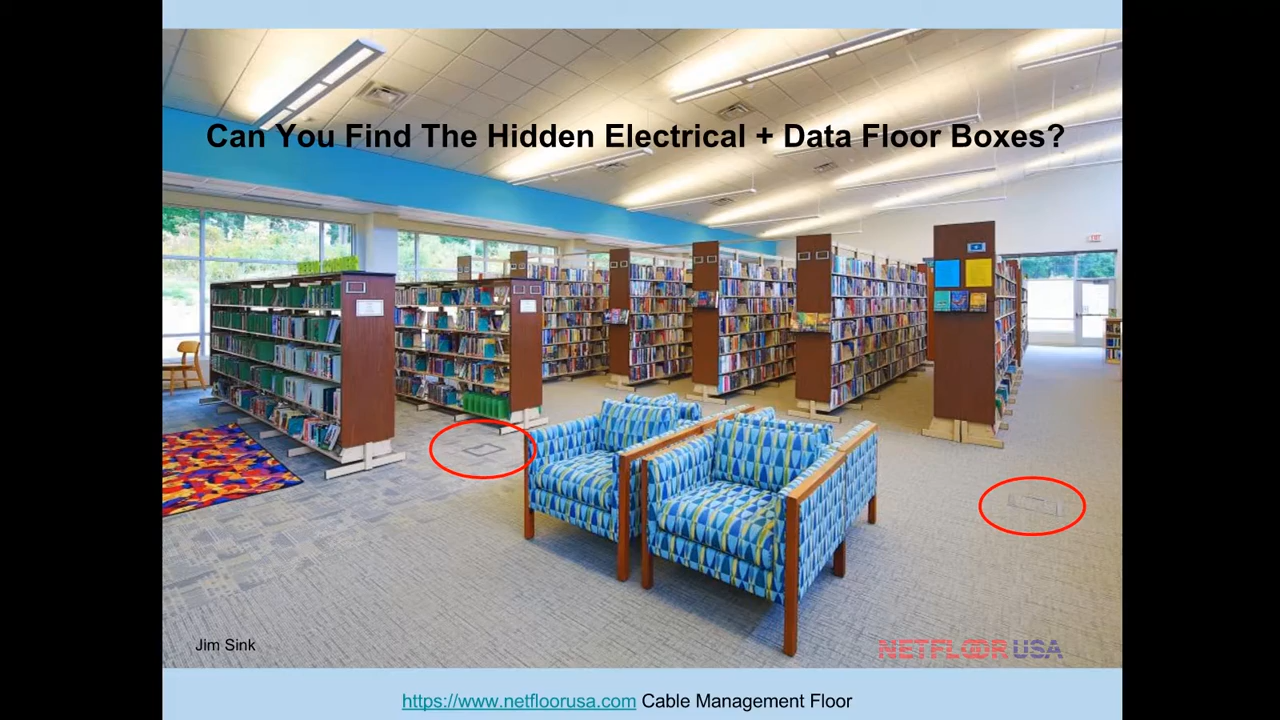 Can You Find The Hidden Electrical + Data Floor Boxes?
EXIT
Jim Sink
NETFLOOR USA
https://www.netfloorusa.com Cable Management Floor